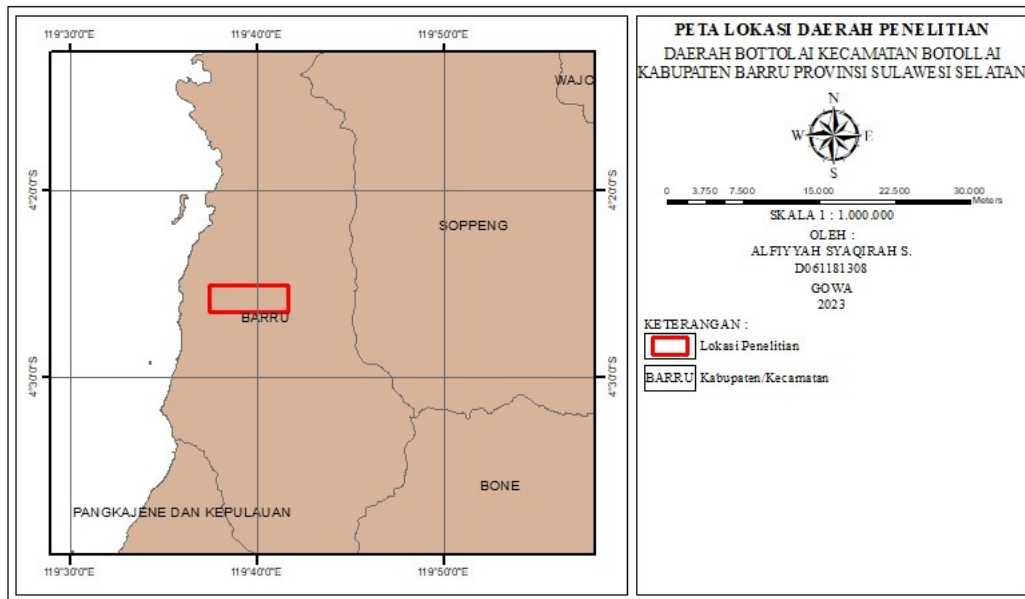 119°30'0"E
119°40'0"E
119°50'0"E
WAJO
4°20'0"S
4°20'0"S
SOPPENG
BARRU
4°30'0"S
4°30'0"S
BONE
PANGKAJENE DAN KEPULAUAN
119°30'0"E
119°40'0"E
119°50'0"E
PETA LOKASI DAERAH PENELITIAN
DAERAH BOTTOLAI KECAMATAN BOTOLLAI
KABUPATEN BARRU PROVINSI SULAWESI SELATAN
N
W E
S
0 3.750 7.500 15.000 22.500 30.000
Meters
SKALA 1 : 1.000.000
OLEH :
ALFIYYAH SYAQIRAH S.
D061181308
GOWA
2023
KETERANGAN :
Lokasi Penelitian
BARRU Kabupaten/Kecamatan